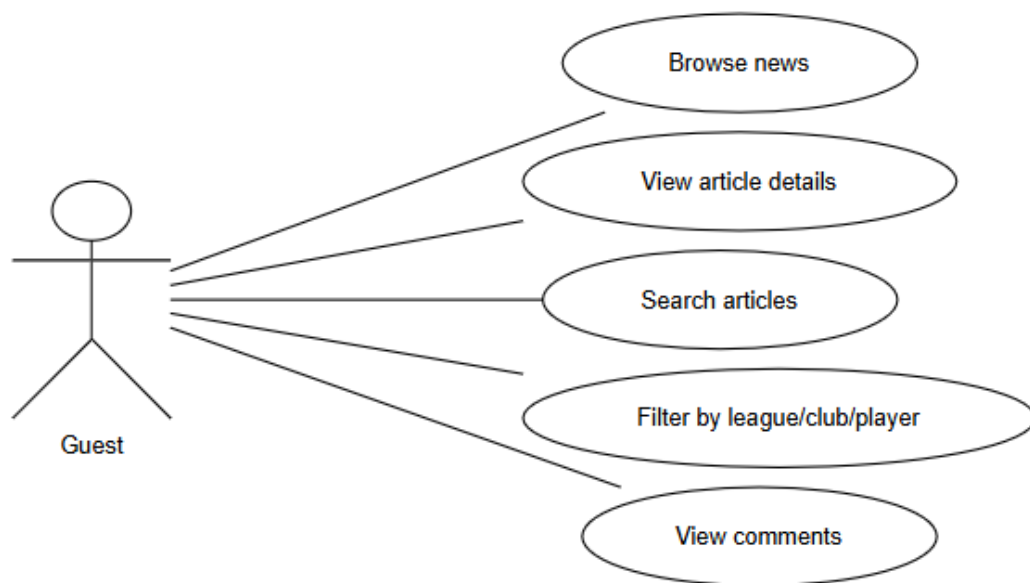 Browse news
View article details
Search articles
Filter by league/club/player
Guest
View comments